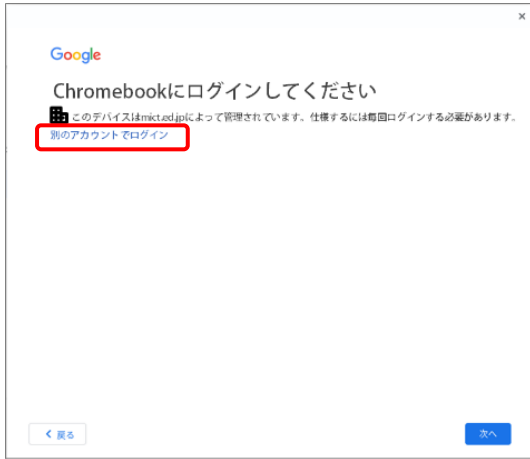 Google
Chromebookにログインしてください
このデバイスはmict.ed.jpによって管理されています、仕様するには毎回ログインする必要があります。
別のアカウントでログイン
戻る
次へ